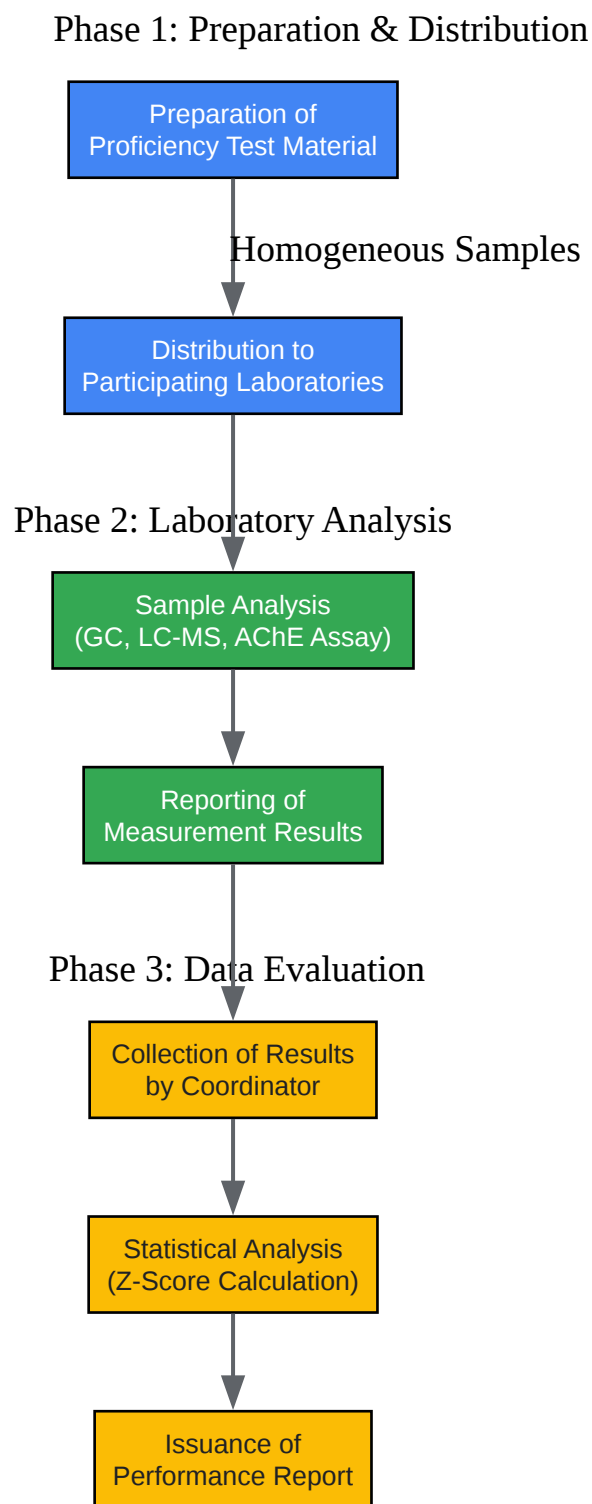 Phase 1: Preparation & Distribution
Preparation of
Proficiency Test Material
Homogeneous Samples
Distribution to
Participating Laboratories
Phase 2: Laboratory Analysis
Sample Analysis
(GC, LC-MS, AChE Assay)
Reporting of
Measurement Results
Phase 3: Data Evaluation
Collection of Results
by Coordinator
Statistical Analysis
(Z-Score Calculation)
Issuance of
Performance Report